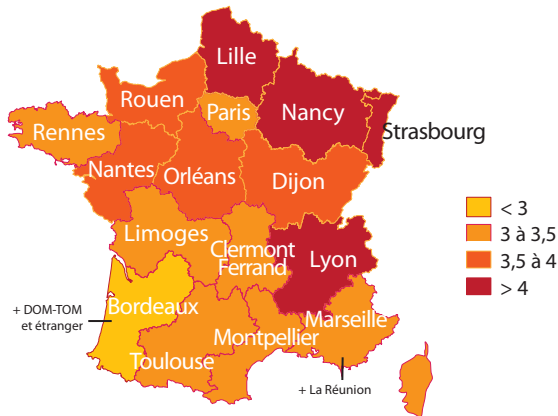 Lille
Rouen
Paris
Nancy
Rennes
Strasbourg
Nantes
Orléans
Dijon
Limoges
Clermont
Ferrand
Lyon
Bordeaux
+ DOM-TOM
et étranger
Marseille
Montpellier
Toulouse
+ La Réunion
< 3
3 à 3,5
3,5 à 4
> 4